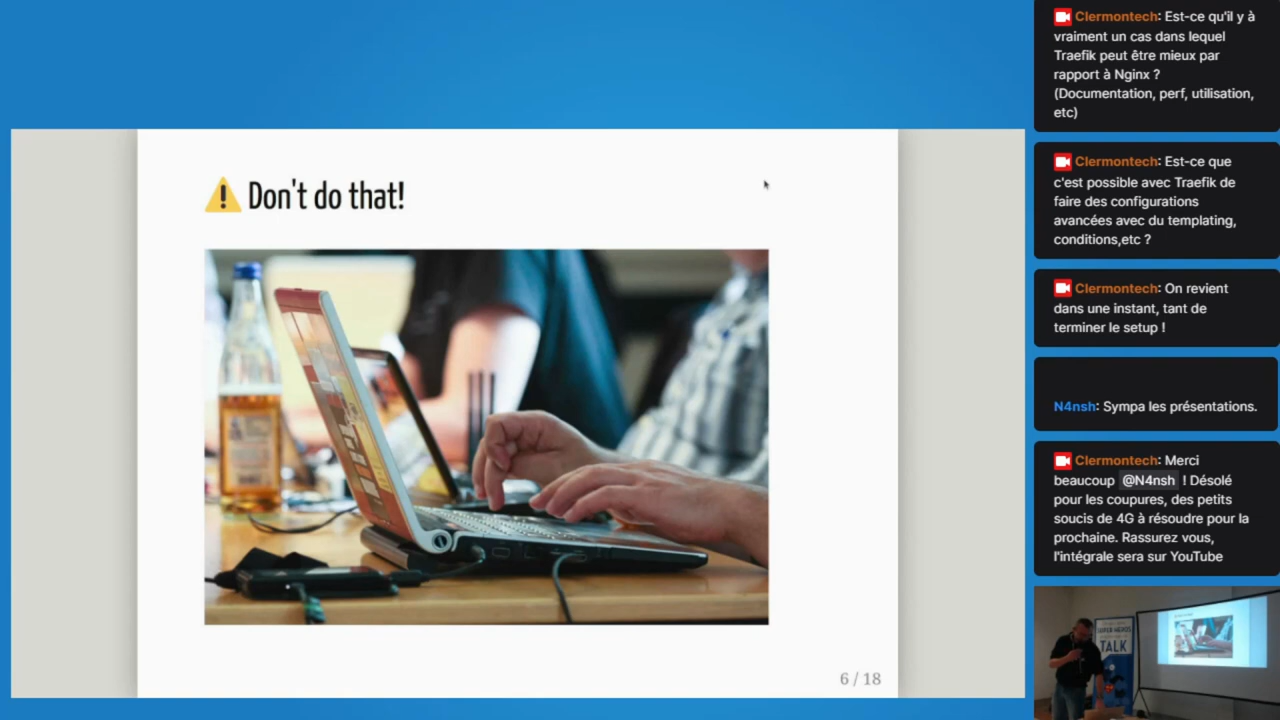 Don't do that!
6 / 18
Clermontech: Est-ce qu'il y à
vraiment un cas dans lequel
Traefik peut être mieux par
rapport à Nginx ?
(Documentation, perf, utilisation,
etc)
Clermontech: Est-ce que
c'est possible avec Traefik de
faire des configurations
avancées avec du templating,
conditions,etc ?
Clermontech: On revient
dans une instant, tant de
terminer le setup !
N4nsh: Sympa les présentations.
Clermontech: Merci
beaucoup @N4nsh ! Désolé
pour les coupures, des petits
soucis de 4G à résoudre pour la
prochaine. Rassurez vous,
l'intégrale sera sur YouTube
TALK